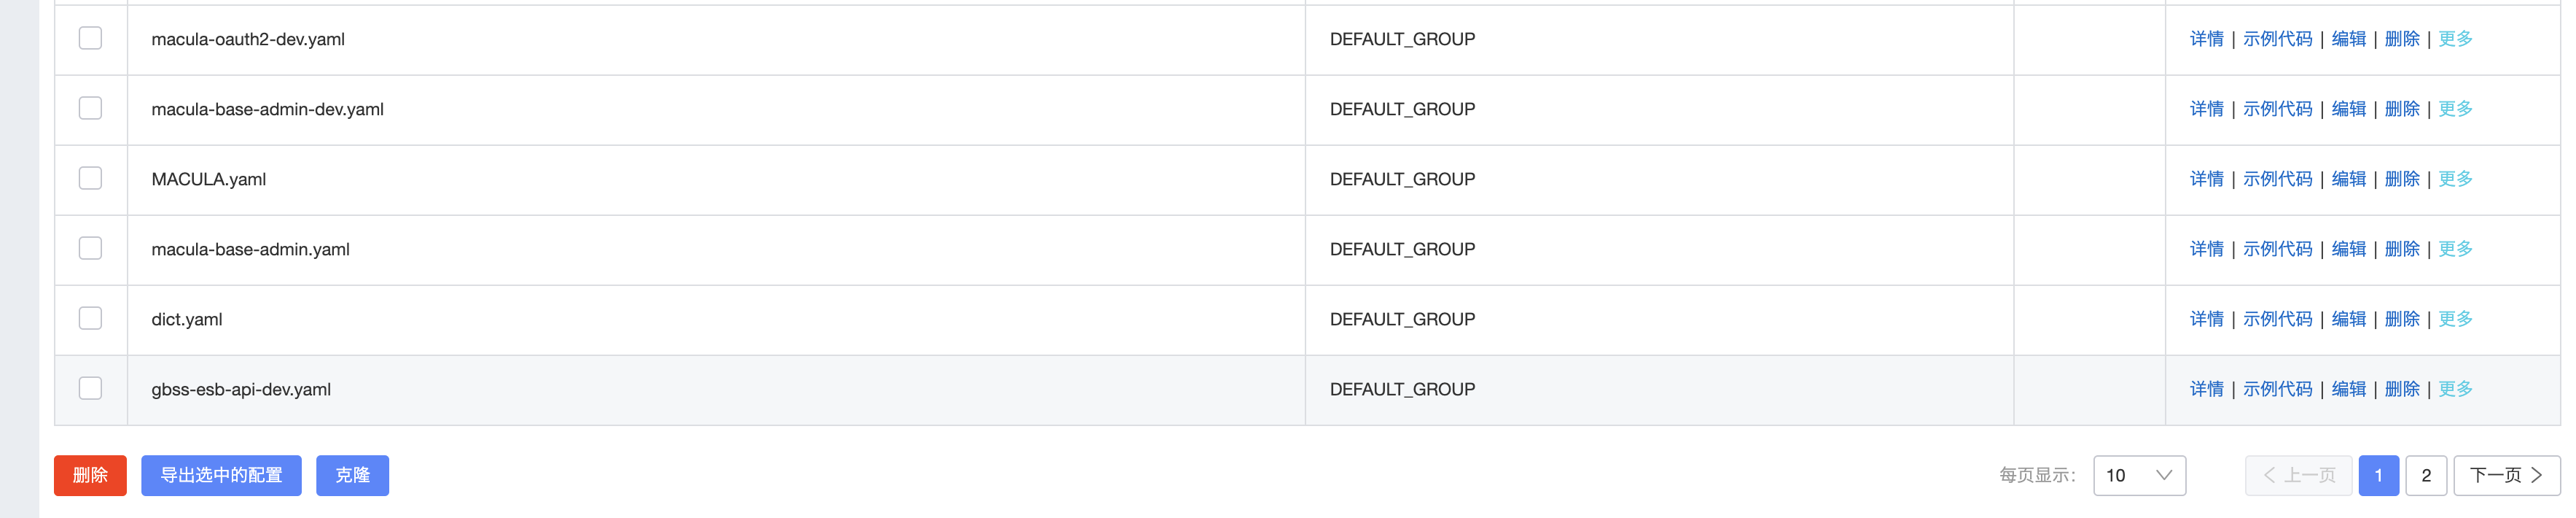 macula-oauth2-dev.yaml DEFAULT_GROUP 详情 | 示例代码 | 编辑 | 删除 | 更多
macula-base-admin-dev.yaml DEFAULT_GROUP 详情 | 示例代码 | 编辑 | 删除 | 更多
MACULA.yaml DEFAULT_GROUP 详情 | 示例代码 | 编辑 | 删除 | 更多
macula-base-admin.yaml DEFAULT_GROUP 详情 | 示例代码 | 编辑 | 删除 | 更多
dict.yaml DEFAULT_GROUP 详情 | 示例代码 | 编辑 | 删除 | 更多
gbss-esb-api-dev.yaml DEFAULT_GROUP 详情 | 示例代码 | 编辑 | 删除 | 更多
删除 导出选中的配置 克隆 每页显示: 10 上一页 1 2 下一页